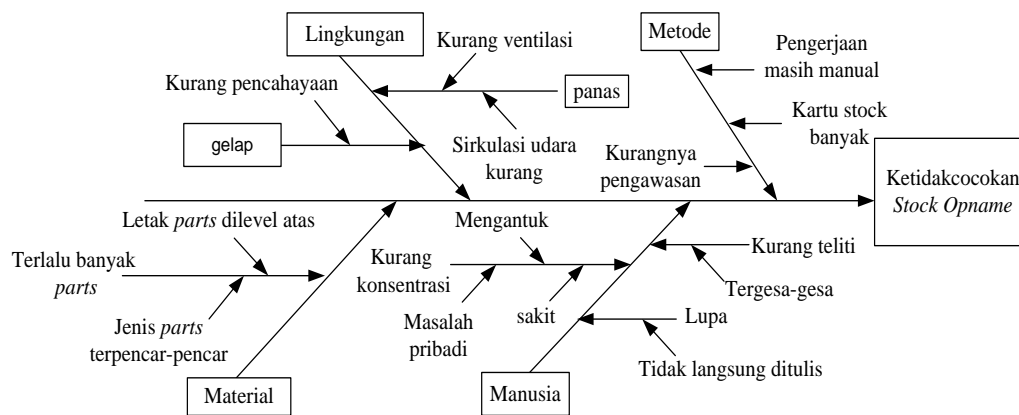 Lingkungan
Metode
Kurang ventilasi
Pengerjaan
masih manual
Kurang pencahayaan
panas
gelap
Sirkulasi udara
kurang
Kartu stock
banyak
Kurangnya
pengawasan
Ketidakcocokan
Stock Opname
Letak parts dilevel atas
Mengantuk
Terlalu banyak
parts
Kurang
konsentrasi
Kurang teliti
Tergesa-gesa
Jenis parts
terpencar-pencar
Masalah
pribadi
sakit
Lupa
Tidak langsung ditulis
Material
Manusia